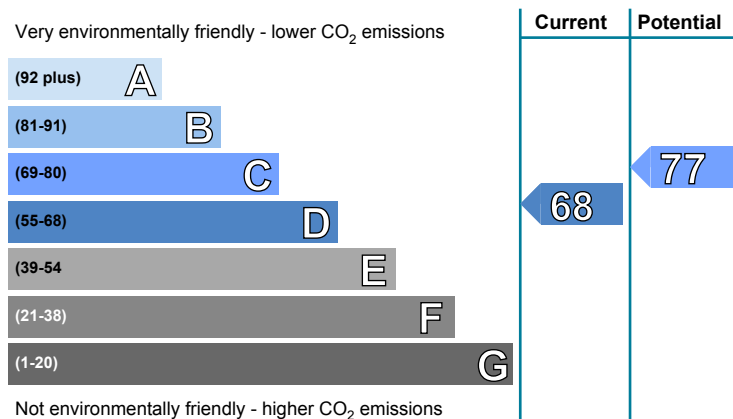 Very environmentally friendly - lower CO₂ emissions
Current
Potential
(92 plus) A
(81-91) B
(69-80) C
(55-68) D
(39-54 E
(21-38) F
(1-20) G
68
77
Not environmentally friendly - higher CO₂ emissions